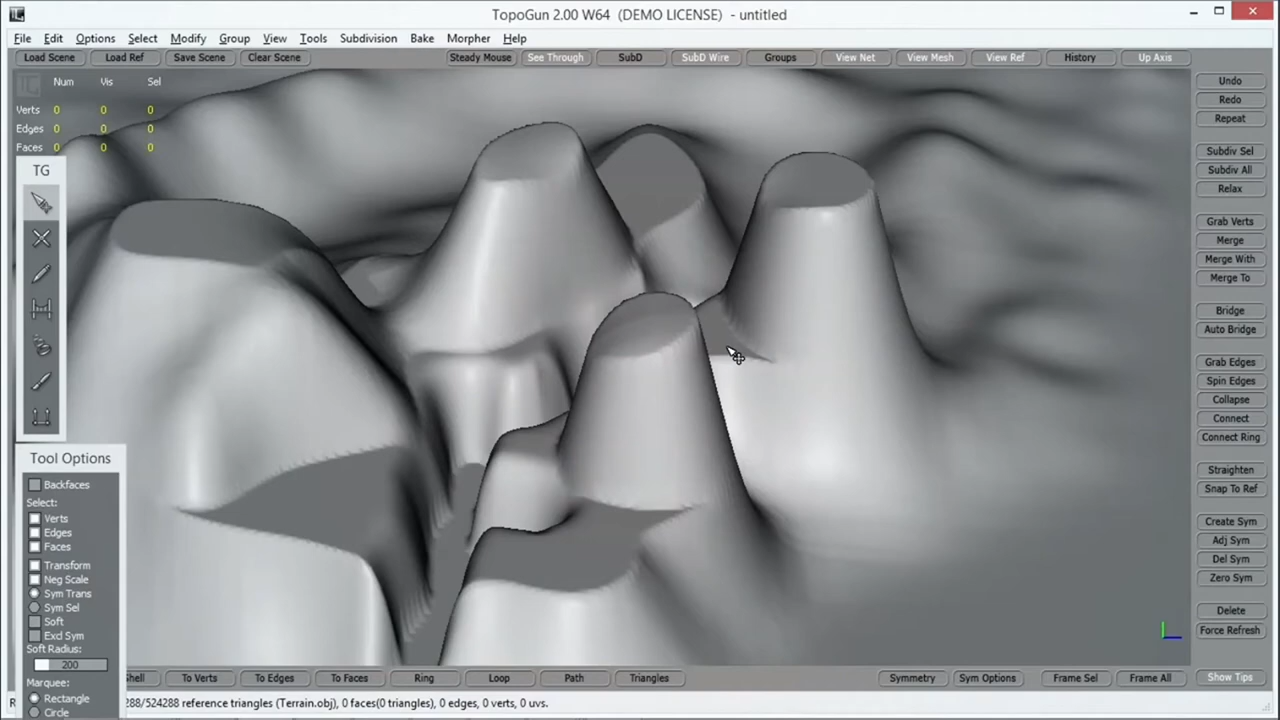 TopoGun 2.00 W64 (DEMO LICENSE) - untitled
File Edit Options Select Modify Group View Tools Subdivision Bake Morpher Help
Load Scene Load Ref Save Scene Clear Scene Steady Mouse See Through SubD SubD Wire Groups View Net View Mesh View Ref History Up Axis
Num Vis Sel
Verts 0 0 0
Edges 0 0 0
Faces 0 0 0
TG
Tool Options
Backfaces
Select:
Verts
Edges
Faces
Transform
Neg Scale
Sym Trans
Sym Sel
Soft
Excl Sym
Soft Radius:
200
Marquee:
Rectangle
Circle
Undo
Redo
Repeat
Subdiv Sel
Subdiv All
Relax
Grab Verts
Merge
Merge With
Merge To
Bridge
Auto Bridge
Grab Edges
Spin Edges
Collapse
Connect
Connect Ring
Straighten
Snap To Ref
Create Sym
Adj Sym
Del Sym
Zero Sym
Delete
Force Refresh
Show Tips
Shell To Verts To Edges To Faces Ring Loop Path Triangles Symmetry Sym Options Frame Sel Frame All
288/524288 reference triangles (Terrain.obj), 0 faces(0 triangles), 0 edges, 0 verts, 0 uvs.